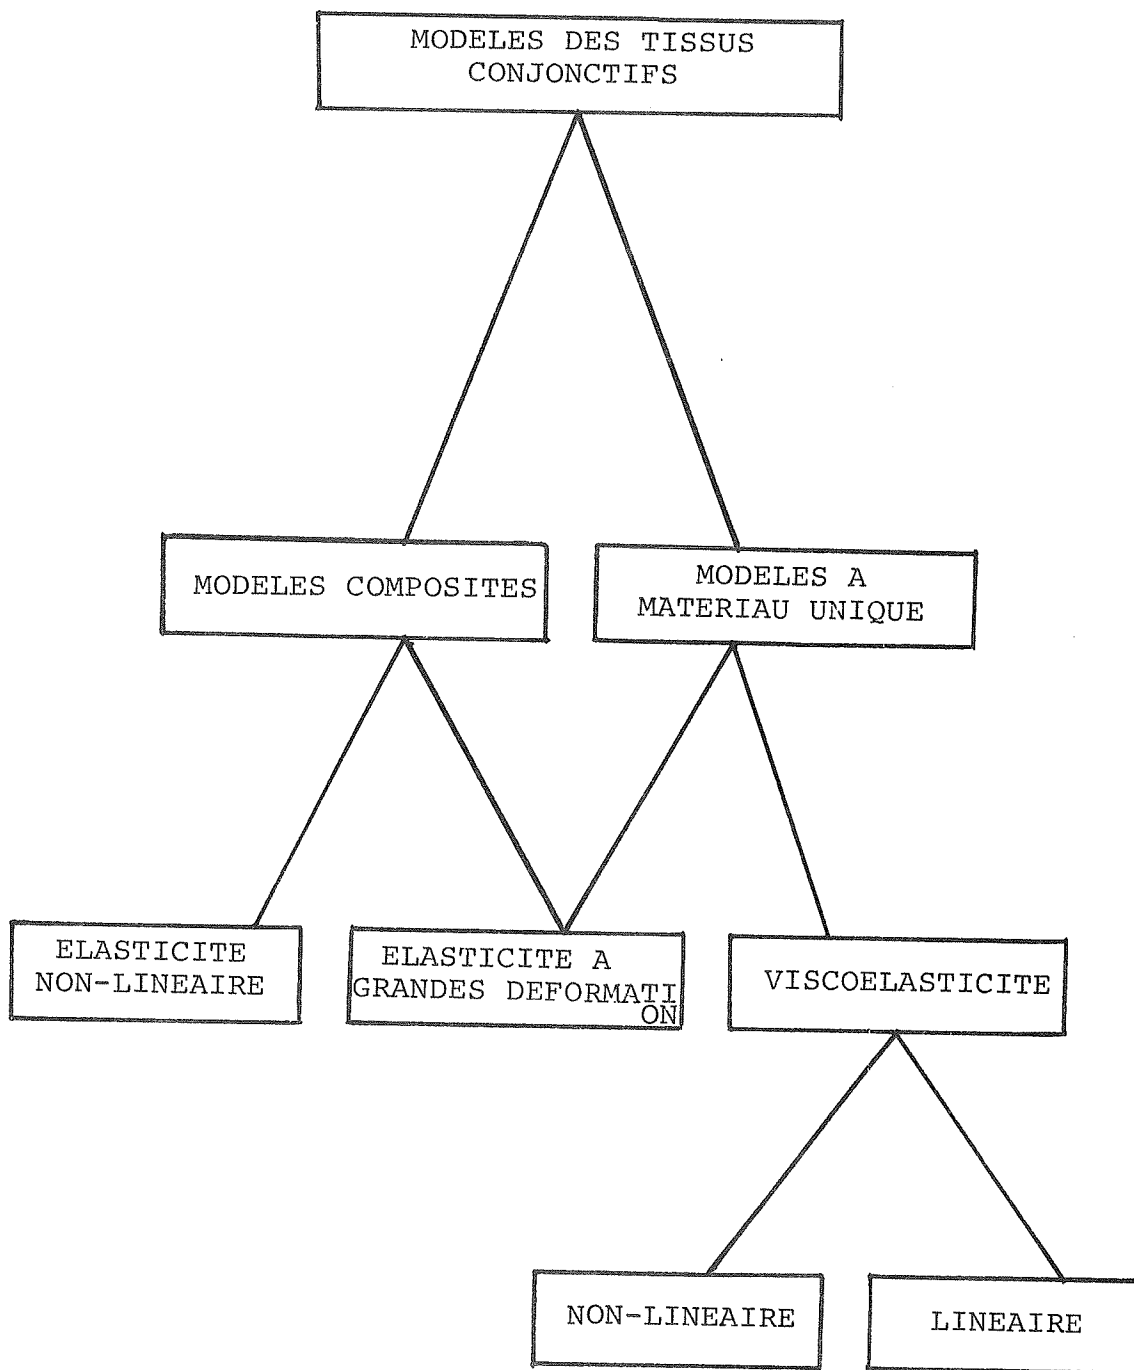 MODELES DES TISSUS
CONJONCTIFS
MODELES COMPOSITES
MODELES A
MATERIAU UNIQUE
ELASTICITE
NON-LINEAIRE
ELASTICITE A
GRANDES DEFORMATI
ON
VISCOELASTICITE
NON-LINEAIRE
LINEAIRE